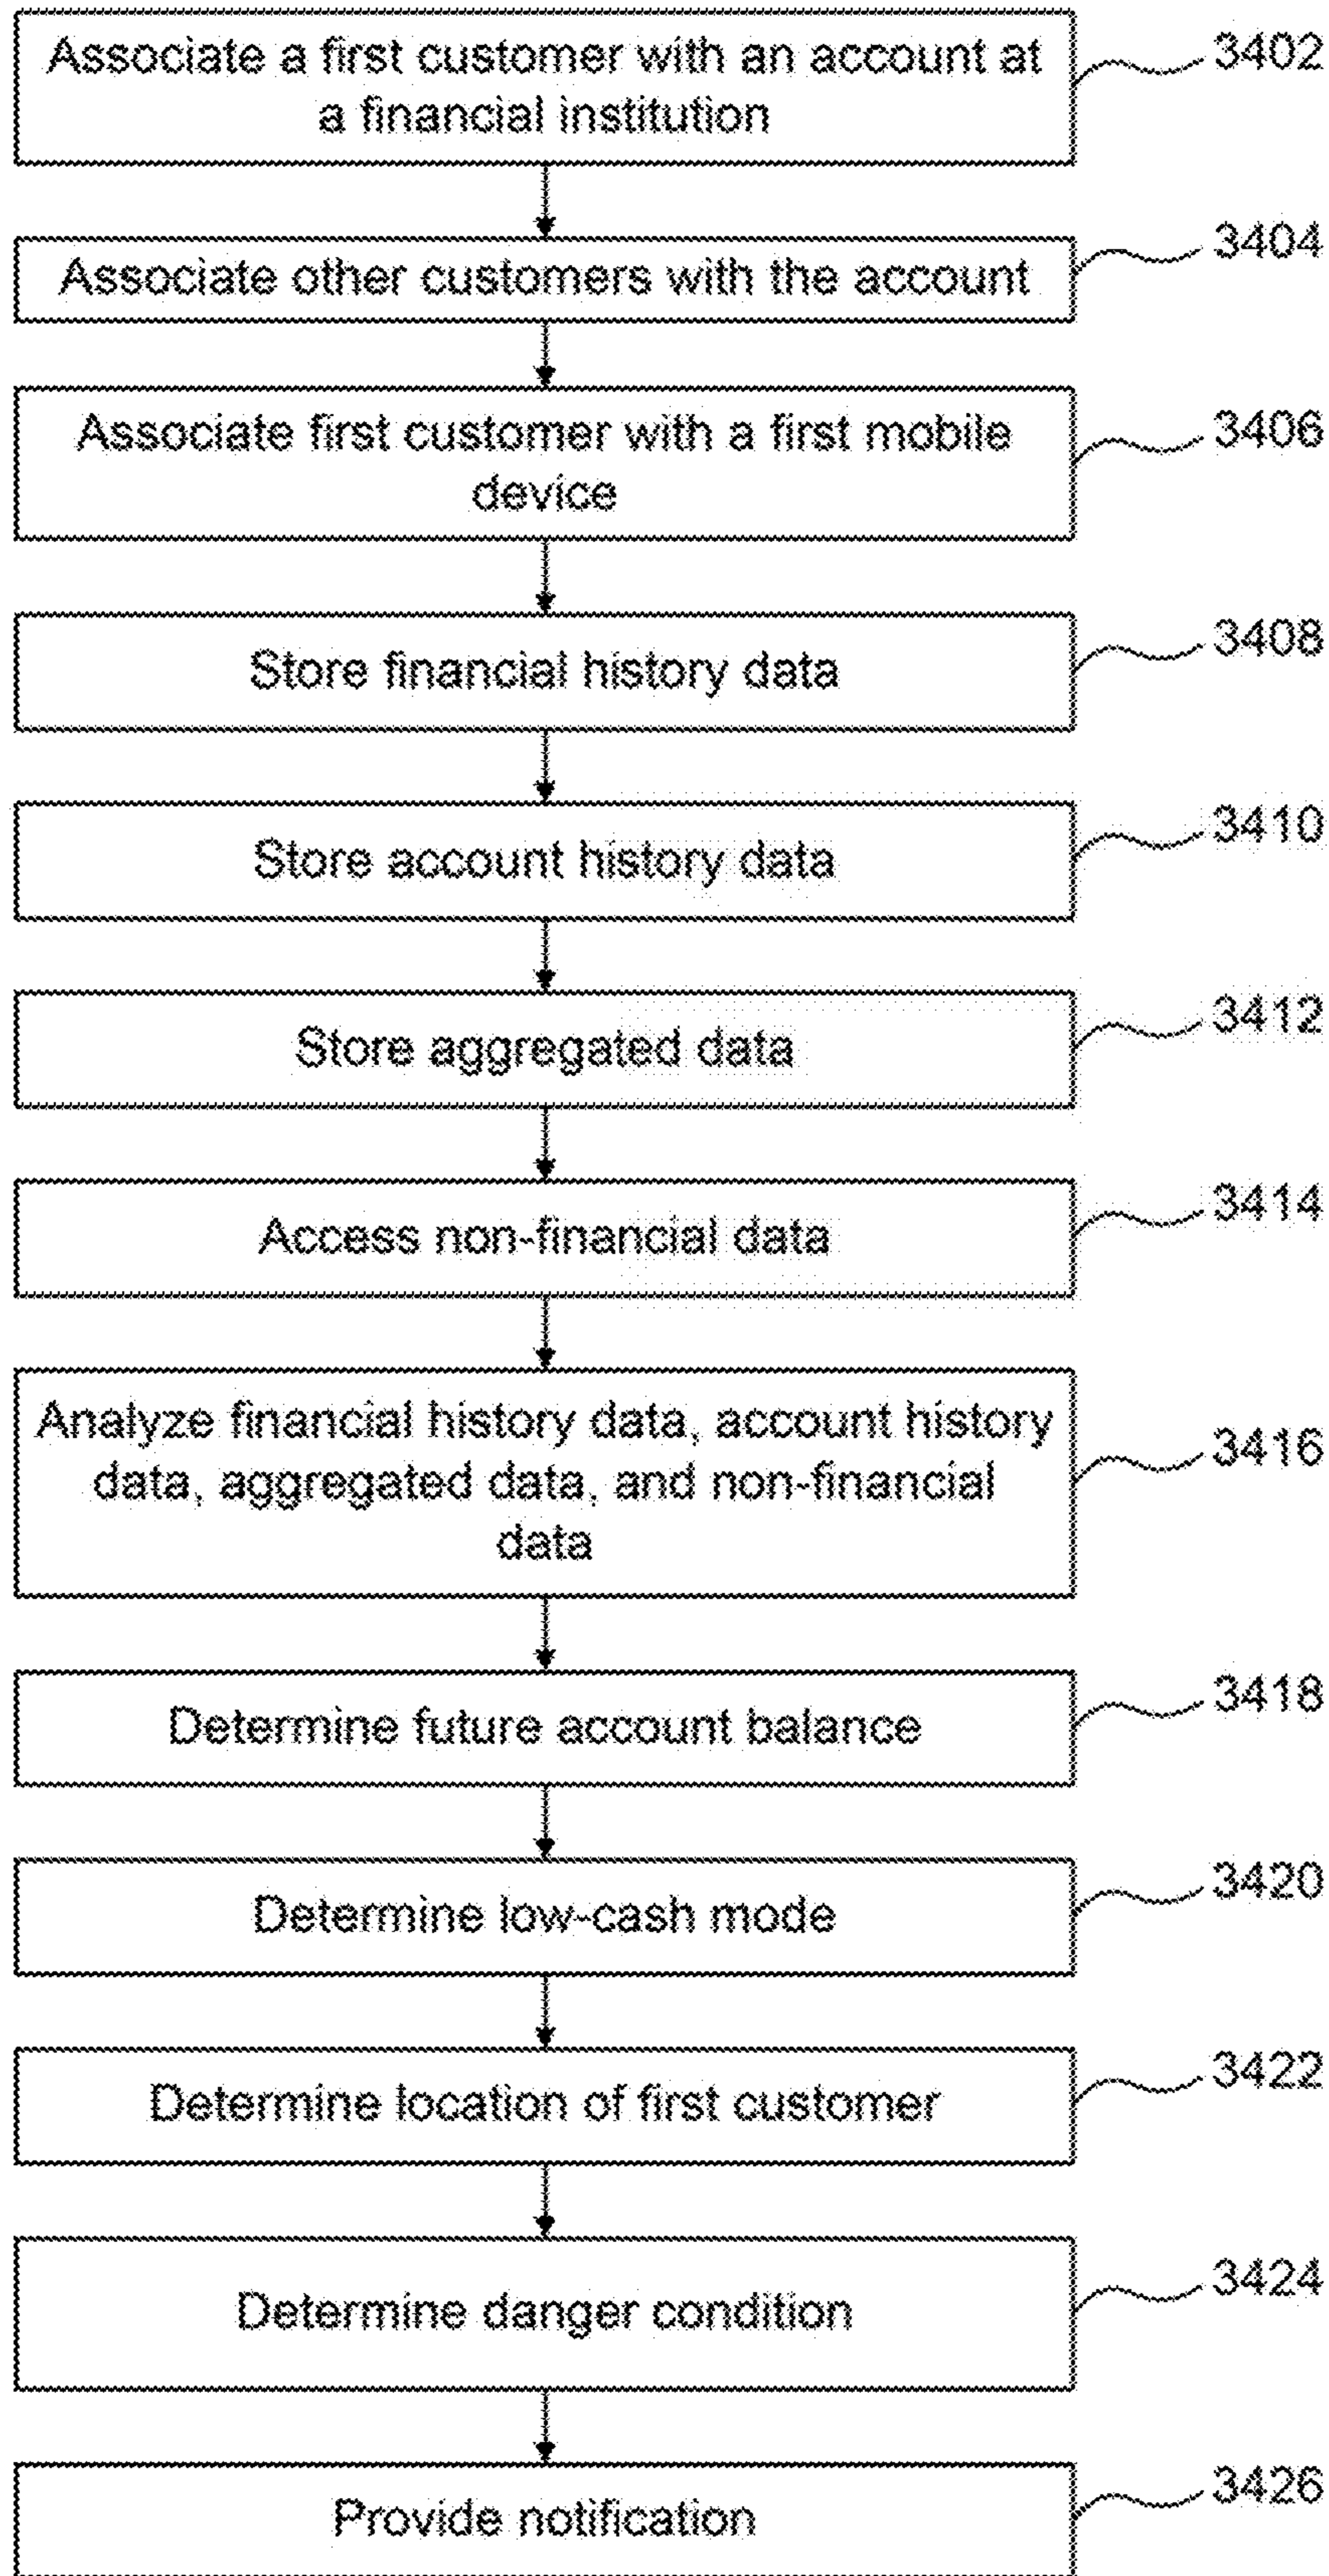 Associate a first customer with an account at
a financial institution
3402
Associate other customers with the account
3404
Associate first customer with a first mobile
device
3406
Store financial history data
3408
Store account history data
3410
Store aggregated data
3412
Access non-financial data
3414
Analyze financial history data, account history
data, aggregated data, and non-financial
data
3416
Determine future account balance
3418
Determine low-cash mode
3420
Determine location of first customer
3422
Determine danger condition
3424
Provide notification
3426